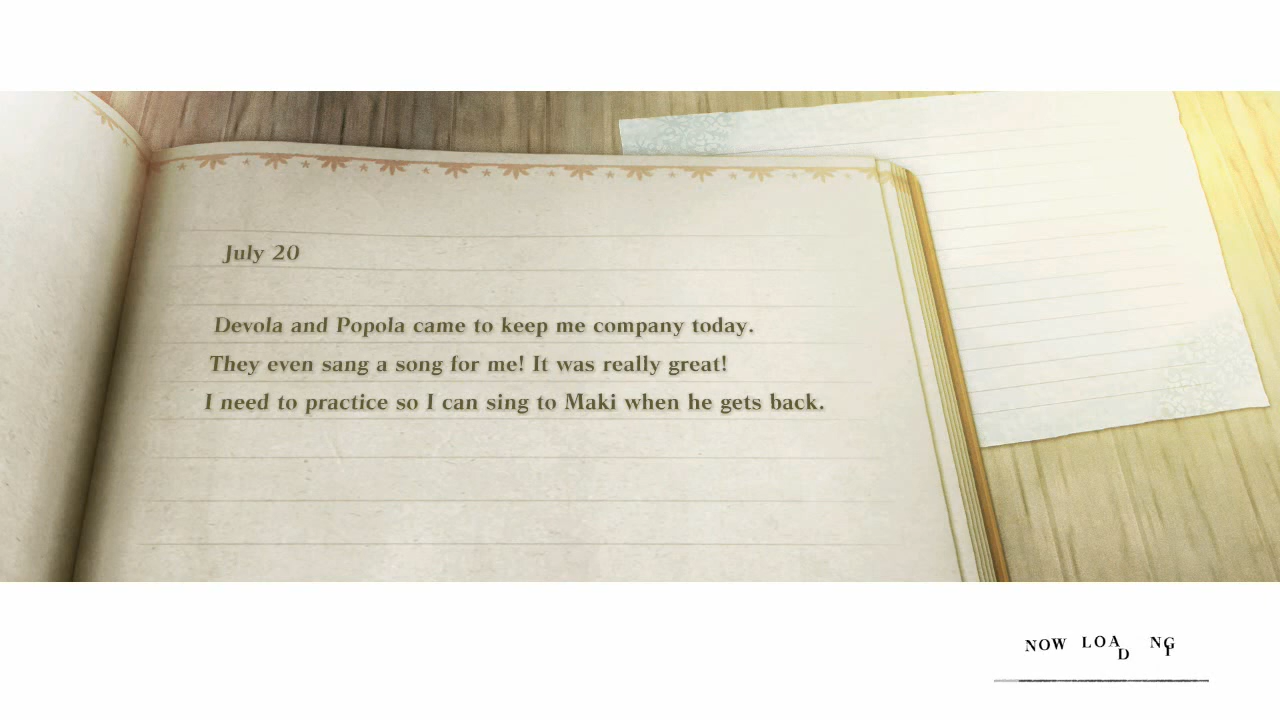 July 20
Devola and Popola came to keep me company today.
They even sang a song for me! It was really great!
I need to practice so I can sing to Maki when he gets back.
NOW LOADING